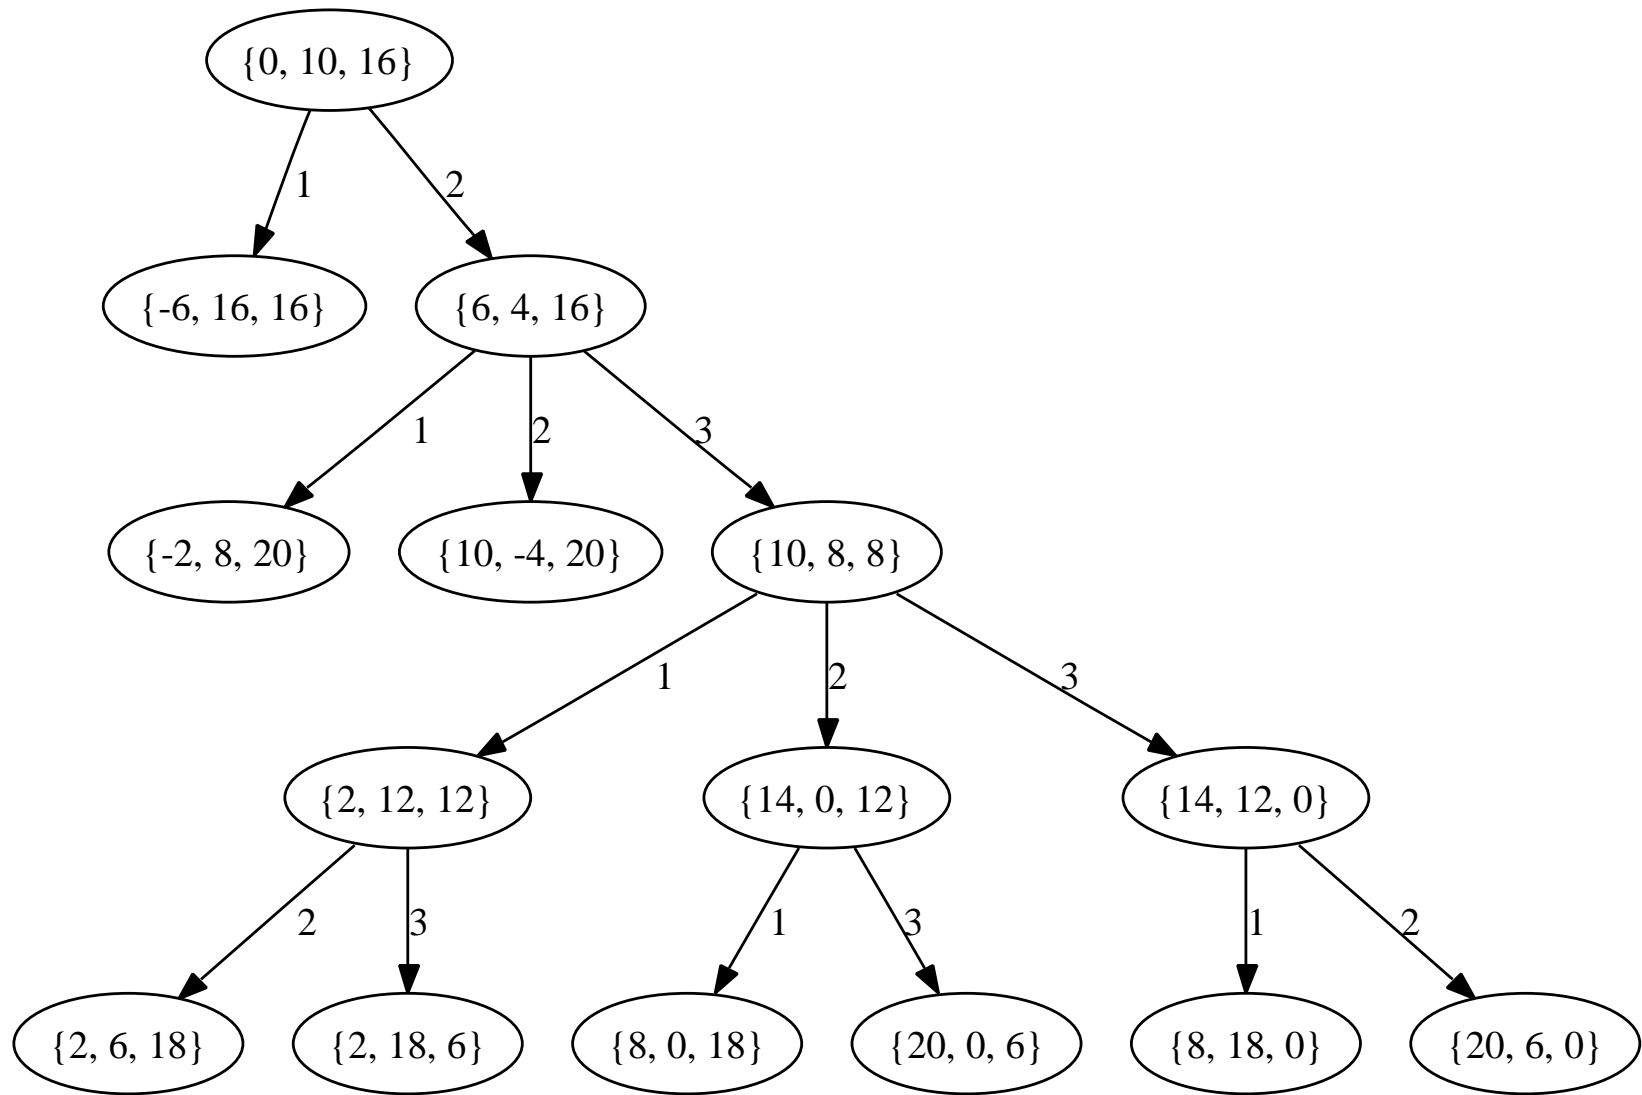 {0, 10, 16}
1 2
{-6, 16, 16} {6, 4, 16}
1 2 3
{-2, 8, 20} {10, -4, 20} {10, 8, 8}
1 2 3
{2, 12, 12} {14, 0, 12} {14, 12, 0}
2 3 1 3 1 2
{2, 6, 18} {2, 18, 6} {8, 0, 18} {20, 0, 6} {8, 18, 0} {20, 6, 0}